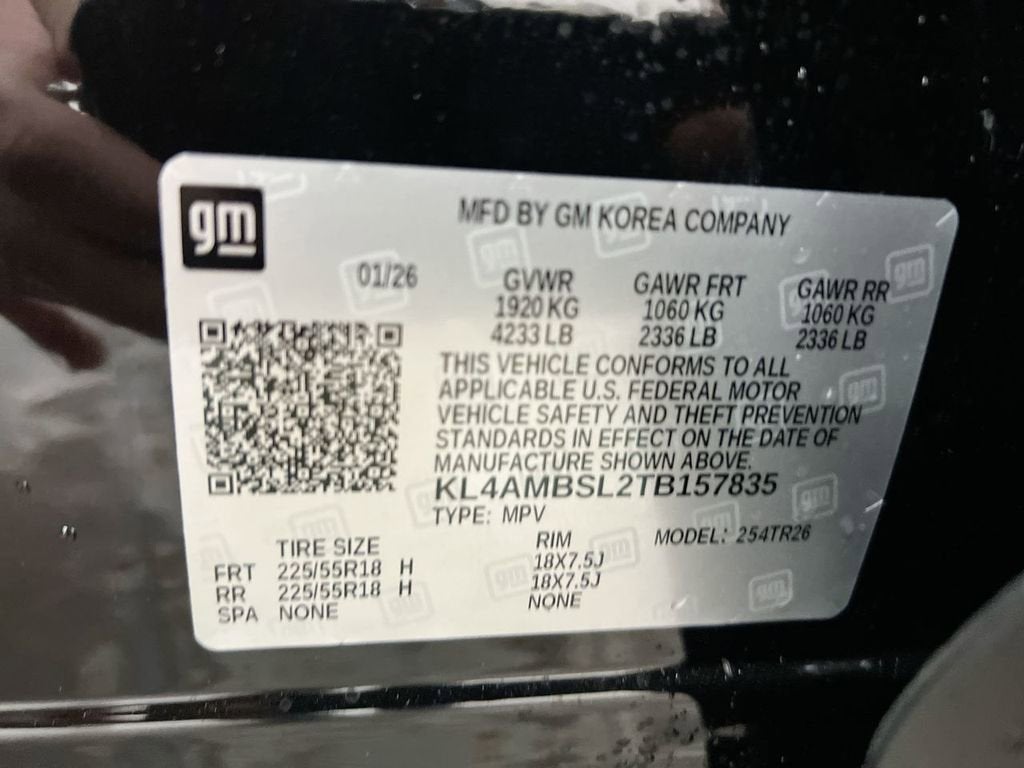 gm
MFD BY GM KOREA COMPANY
01/26
GVWR GAWR FRT GAWR RR
1920 KG 1060 KG 1060 KG
4233 LB 2336 LB 2336 LB
THIS VEHICLE CONFORMS TO ALL
APPLICABLE U.S. FEDERAL MOTOR
VEHICLE SAFETY AND THEFT PREVENTION
STANDARDS IN EFFECT ON THE DATE OF
MANUFACTURE SHOWN ABOVE.
KL4AMBSL2TB157835
TYPE: MPV
MODEL: 254TR26
TIRE SIZE RIM
FRT 225/55R18 H 18X7.5J
RR 225/55R18 H 18X7.5J
SPA NONE NONE